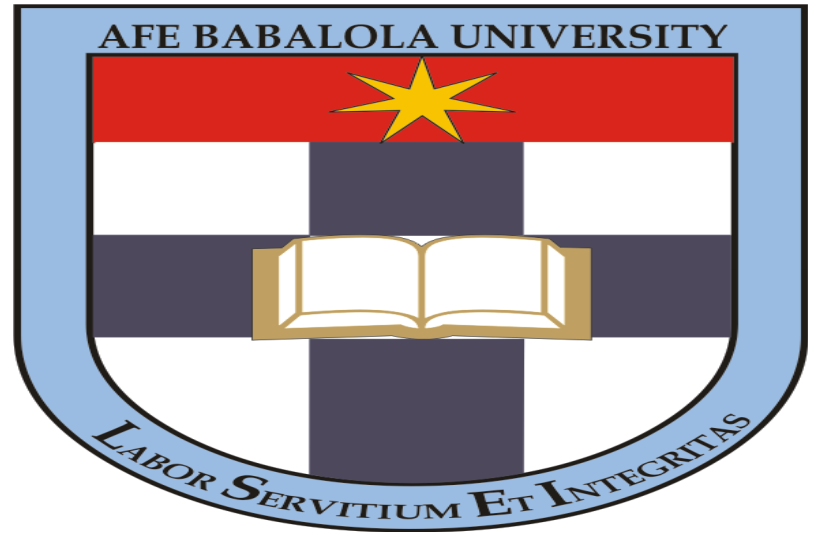 AFE BABALOLA UNIVERSITY
LABOR SERVITIUM ET INTEGRITAS